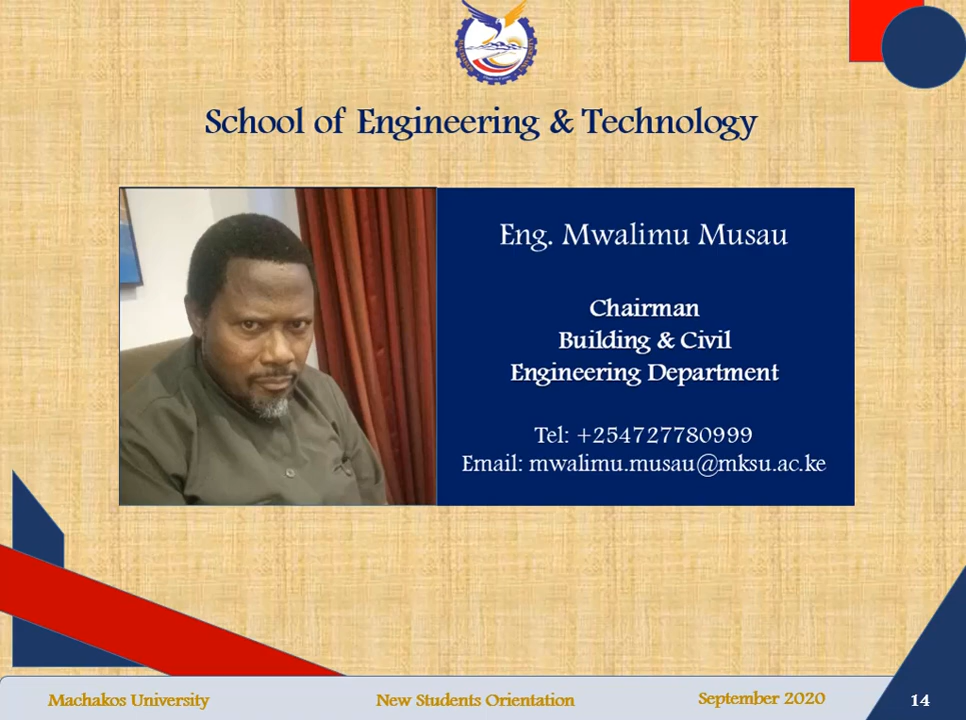 School of Engineering & Technology
Eng. Mwalimu Musau
Chairman
Building & Civil
Engineering Department
Tel: +254727780999
Email: mwalimu.musau@mksu.ac.ke
Machakos University
New Students Orientation
September 2020
14